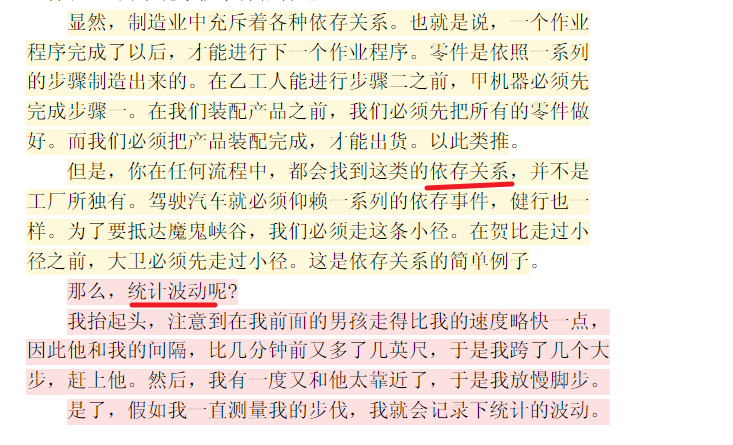 显然，制造业中充斥着各种依存关系。也就是说，一个作业
程序完成了以后，才能进行下一个作业程序。零件是依照一系列
的步骤制造出来的。在乙工人能进行步骤二之前，甲机器必须先
完成步骤一。在我们装配产品之前，我们必须先把所有的零件做
好。而我们必须把产品装配完成，才能出货。以此类推。
但是，你在任何流程中，都会找到这类的依存关系，并不是
工厂所独有。驾驶汽车就必须仰赖一系列的依存事件，健行也一
样。为了要抵达魔鬼峡谷，我们必须走这条小径。在贺比走过小
径之前，大卫必须先走过小径。这是依存关系的简单例子。
那么，统计波动呢？
我抬起头，注意到在我前面的男孩走得比我的速度略快一点，
因此他和我的间隔，比几分钟前又多了几英尺，于是我跨了几个大
步，赶上他。然后，我有一度又和他太靠近了，于是我放慢脚步。
是了，假如我一直测量我的步伐，我就会记录下统计的波动。